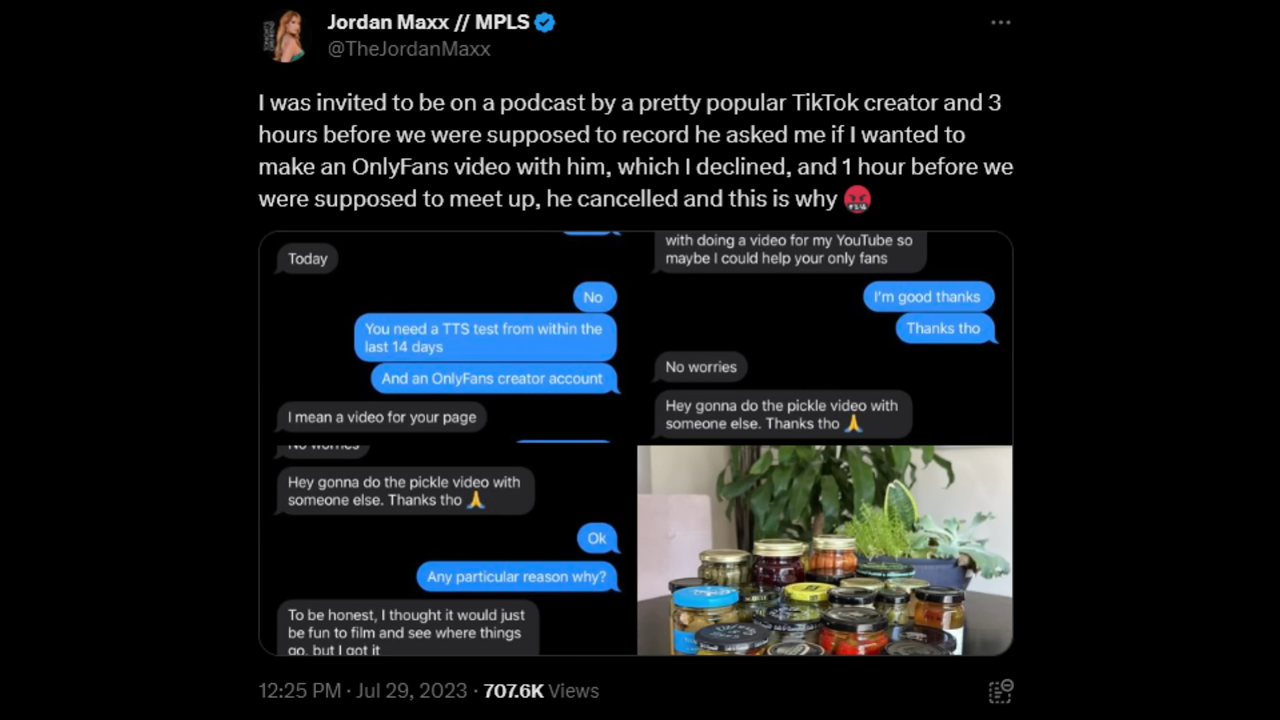 Jordan Maxx // MPLS
@TheJordanMaxx
I was invited to be on a podcast by a pretty popular TikTok creator and 3
hours before we were supposed to record he asked me if I wanted to
make an OnlyFans video with him, which I declined, and 1 hour before we
were supposed to meet up, he cancelled and this is why 🤬
Today
No
You need a TTS test from within the
last 14 days
And an OnlyFans creator account
I mean a video for your page
with doing a video for my YouTube so
maybe I could help your only fans
I'm good thanks
Thanks tho
No worries
Hey gonna do the pickle video with
someone else. Thanks tho 🙏
No worries
Hey gonna do the pickle video with
someone else. Thanks tho 🙏
Ok
Any particular reason why?
To be honest, I thought it would just
be fun to film and see where things
go, but I got it
12:25 PM · Jul 29, 2023 · 707.6K Views